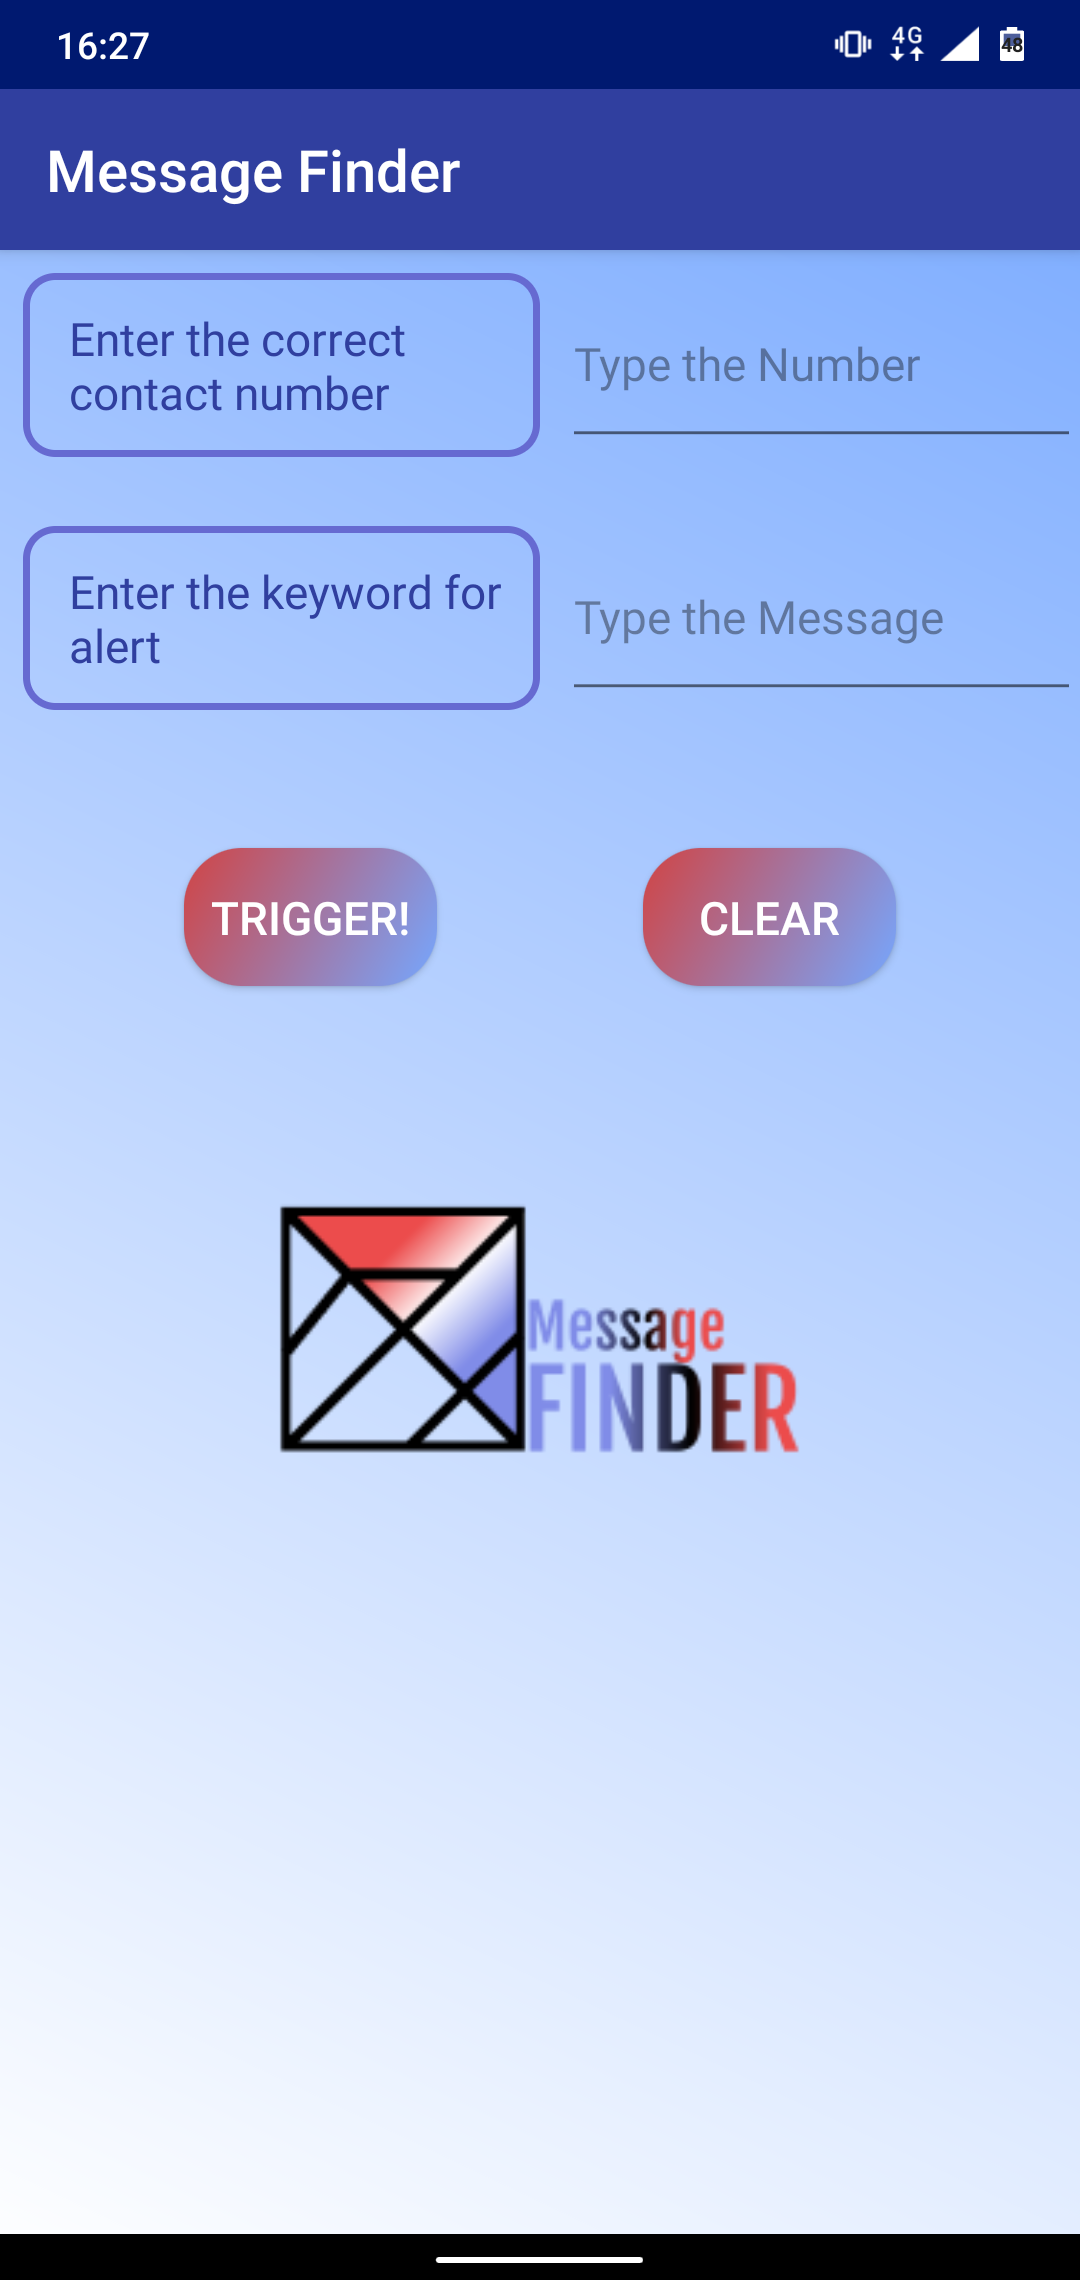 16:27
4G
48
Message Finder
Enter the correct
contact number
Type the Number
Enter the keyword for
alert
Type the Message
TRIGGER!
CLEAR
Message
FINDER